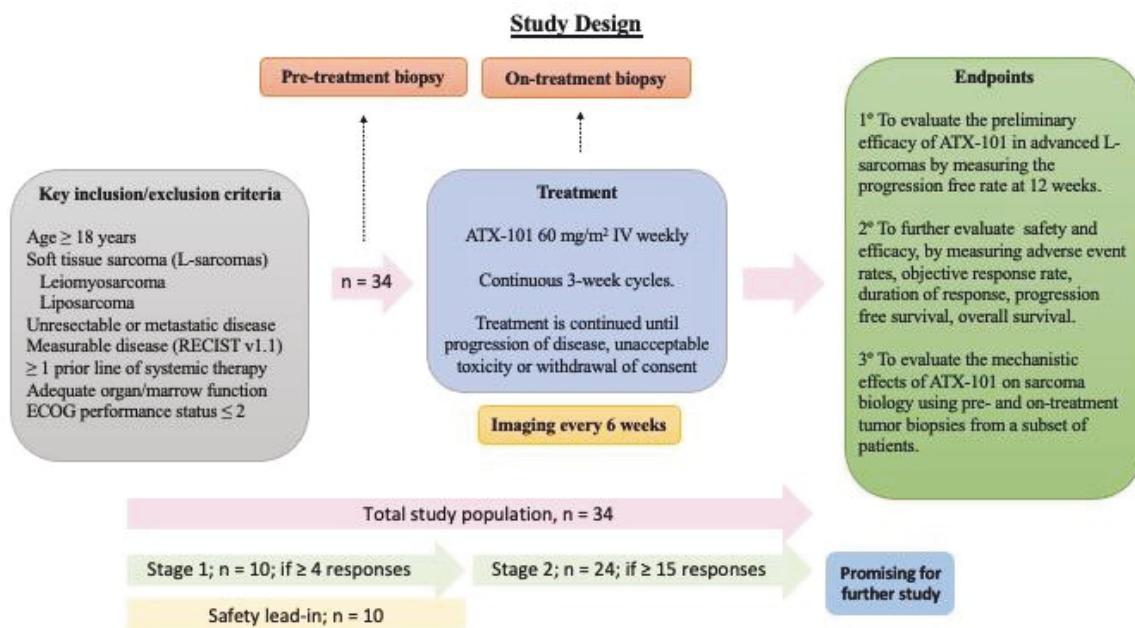 Study Design
Pre-treatment biopsy
On-treatment biopsy
Key inclusion/exclusion criteria
Age ≥ 18 years
Soft tissue sarcoma (L-sarcomas)
Leiomyosarcoma
Liposarcoma
Unresectable or metastatic disease
Measurable disease (RECIST v1.1)
≥ 1 prior line of systemic therapy
Adequate organ/marrow function
ECOG performance status ≤ 2
n = 34
Treatment
ATX-101 60 mg/m² IV weekly
Continuous 3-week cycles.
Treatment is continued until
progression of disease, unacceptable
toxicity or withdrawal of consent
Imaging every 6 weeks
Endpoints
1° To evaluate the preliminary
efficacy of ATX-101 in advanced L-
sarcomas by measuring the
progression free rate at 12 weeks.
2° To further evaluate safety and
efficacy, by measuring adverse event
rates, objective response rate,
duration of response, progression
free survival, overall survival.
3° To evaluate the mechanistic
effects of ATX-101 on sarcoma
biology using pre- and on-treatment
tumor biopsies from a subset of
patients.
Total study population, n = 34
Stage 1; n = 10; if ≥ 4 responses
Stage 2; n = 24; if ≥ 15 responses
Promising for
further study
Safety lead-in; n = 10